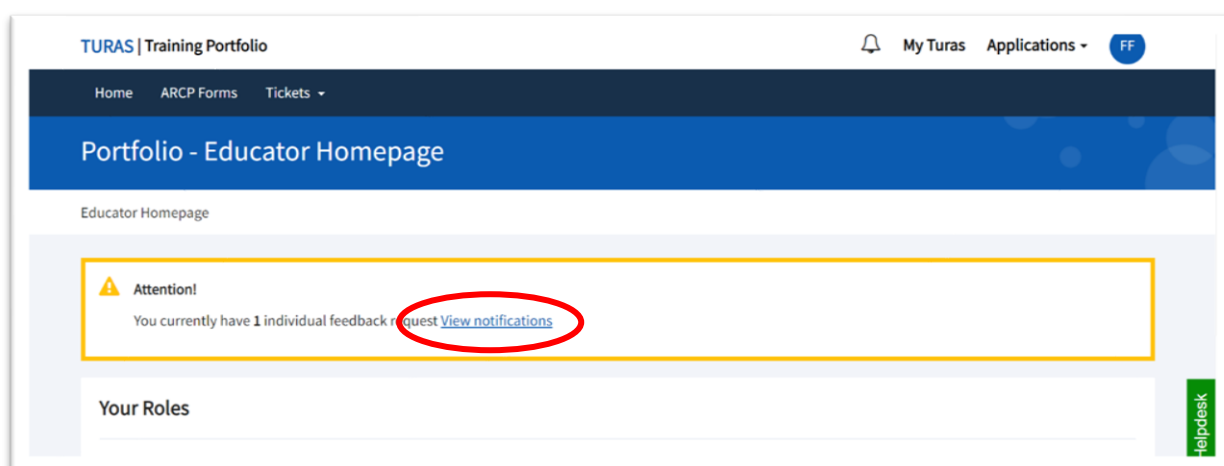 TURAS | Training Portfolio My Turas Applications FF
Home ARCP Forms Tickets
Portfolio - Educator Homepage
Educator Homepage
Attention!
You currently have 1 individual feedback request View notifications
Your Roles
Helpdesk